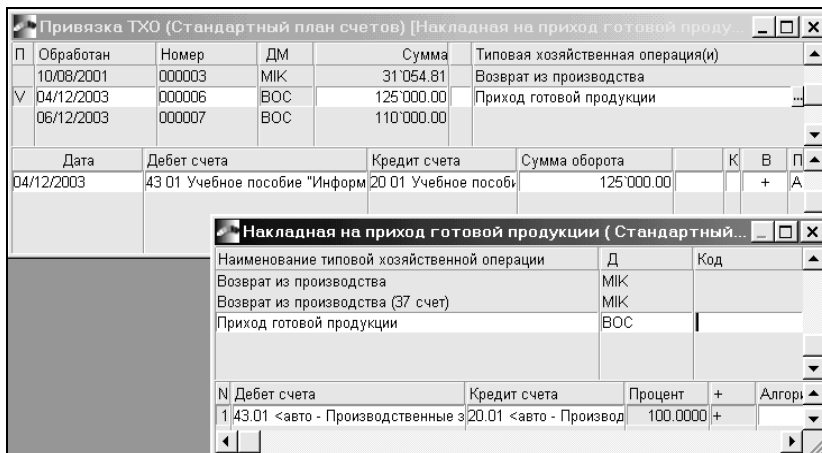 Привязка ТХО (Стандартный план счетов) [Накладная на приход готовой проду...
П Обработан Номер ДМ Сумма Типовая хозяйственная операция(и)
10/08/2001 000003 MIK 31`054.81 Возврат из производства
V 04/12/2003 000006 BOC 125`000.00 Приход готовой продукции ...
06/12/2003 000007 BOC 110`000.00
Дата Дебет счета Кредит счета Сумма оборота К В П
04/12/2003 43 01 Учебное пособие "Информ 20 01 Учебное пособи 125`000.00 + А
Накладная на приход готовой продукции ( Стандартный...
Наименование типовой хозяйственной операции Д Код
Возврат из производства MIK
Возврат из производства (37 счет) MIK
Приход готовой продукции BOC
N Дебет счета Кредит счета Процент + Алгори
1 43.01 <авто - Производственные з 20.01 <авто - Производ 100.0000 +